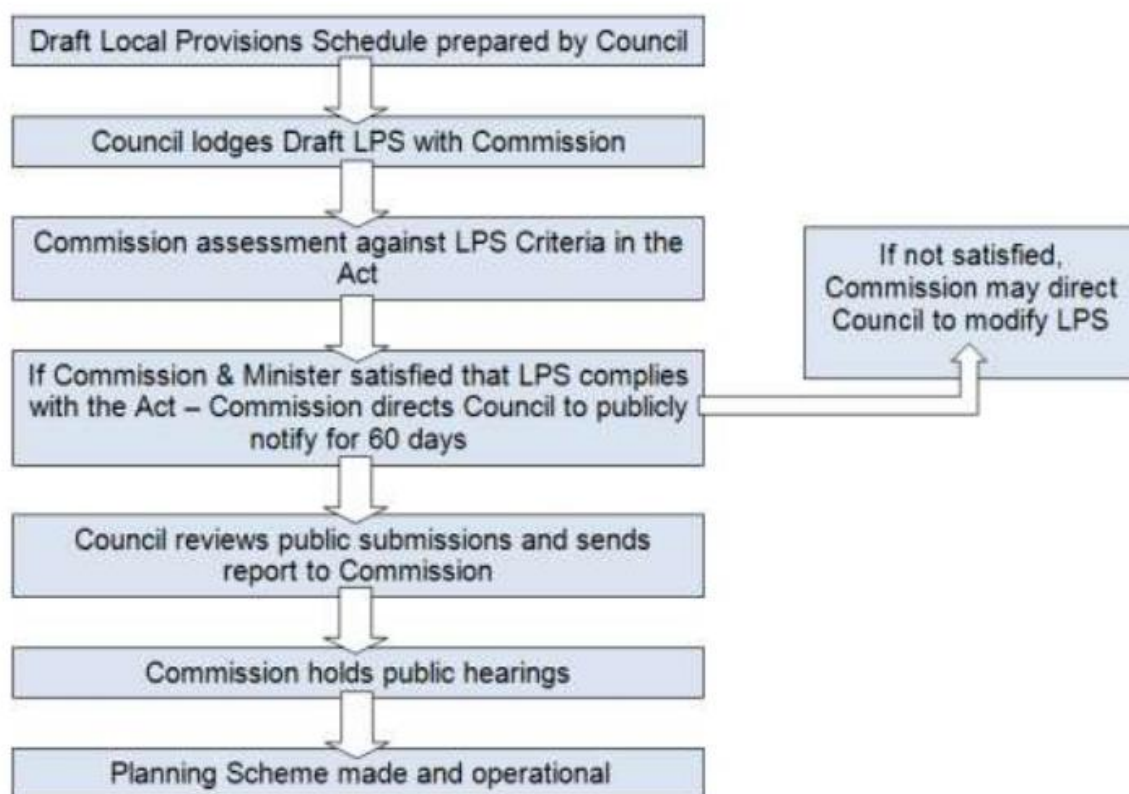 Draft Local Provisions Schedule prepared by Council
Council lodges Draft LPS with Commission
Commission assessment against LPS Criteria in the
Act
If not satisfied,
Commission may direct
Council to modify LPS
If Commission & Minister satisfied that LPS complies
with the Act – Commission directs Council to publicly
notify for 60 days
Council reviews public submissions and sends
report to Commission
Commission holds public hearings
Planning Scheme made and operational